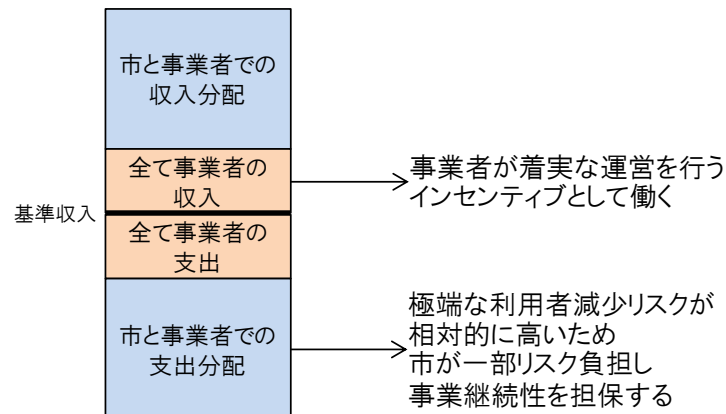 市と事業者での
収入分配
全て事業者の
収入
事業者が着実な運営を行う
インセンティブとして働く
基準収入
全て事業者の
支出
市と事業者での
支出分配
極端な利用者減少リスクが
相対的に高いため
市が一部リスク負担し
事業継続性を担保する